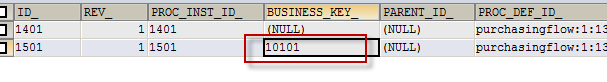 ID_ REV_ PROC_INST_ID_ BUSINESS_KEY_ PARENT_ID_ PROC_DEF_ID_
1401 1 1401 (NULL) (NULL) purchasingflow:1:13
1501 1 1501 10101 (NULL) purchasingflow:1:13